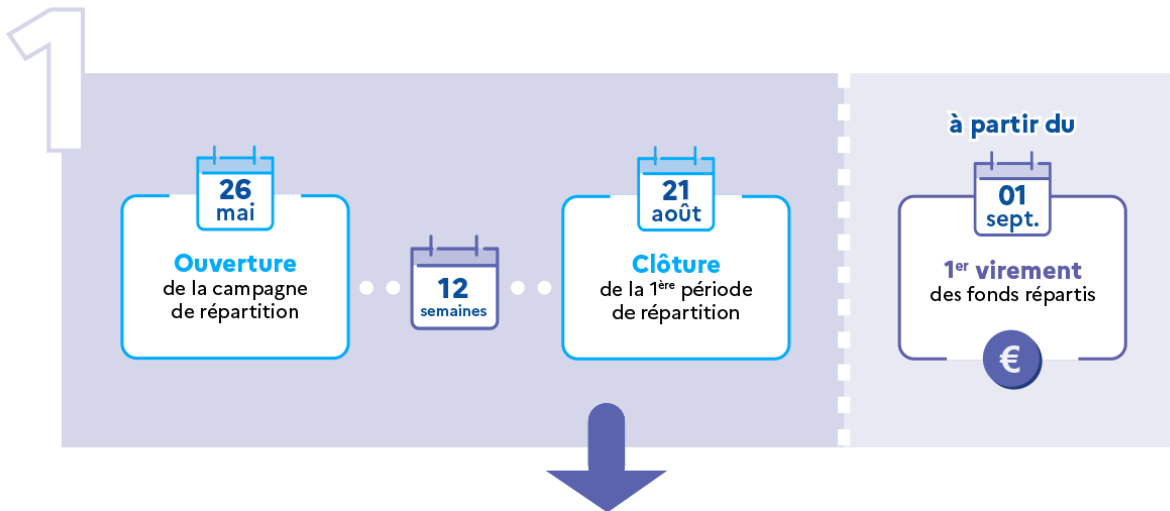 1
26
mai
Ouverture
de la campagne
de répartition
12
semaines
21
août
Clôture
de la 1ère période
de répartition
à partir du
01
sept.
1er virement
des fonds répartis
€